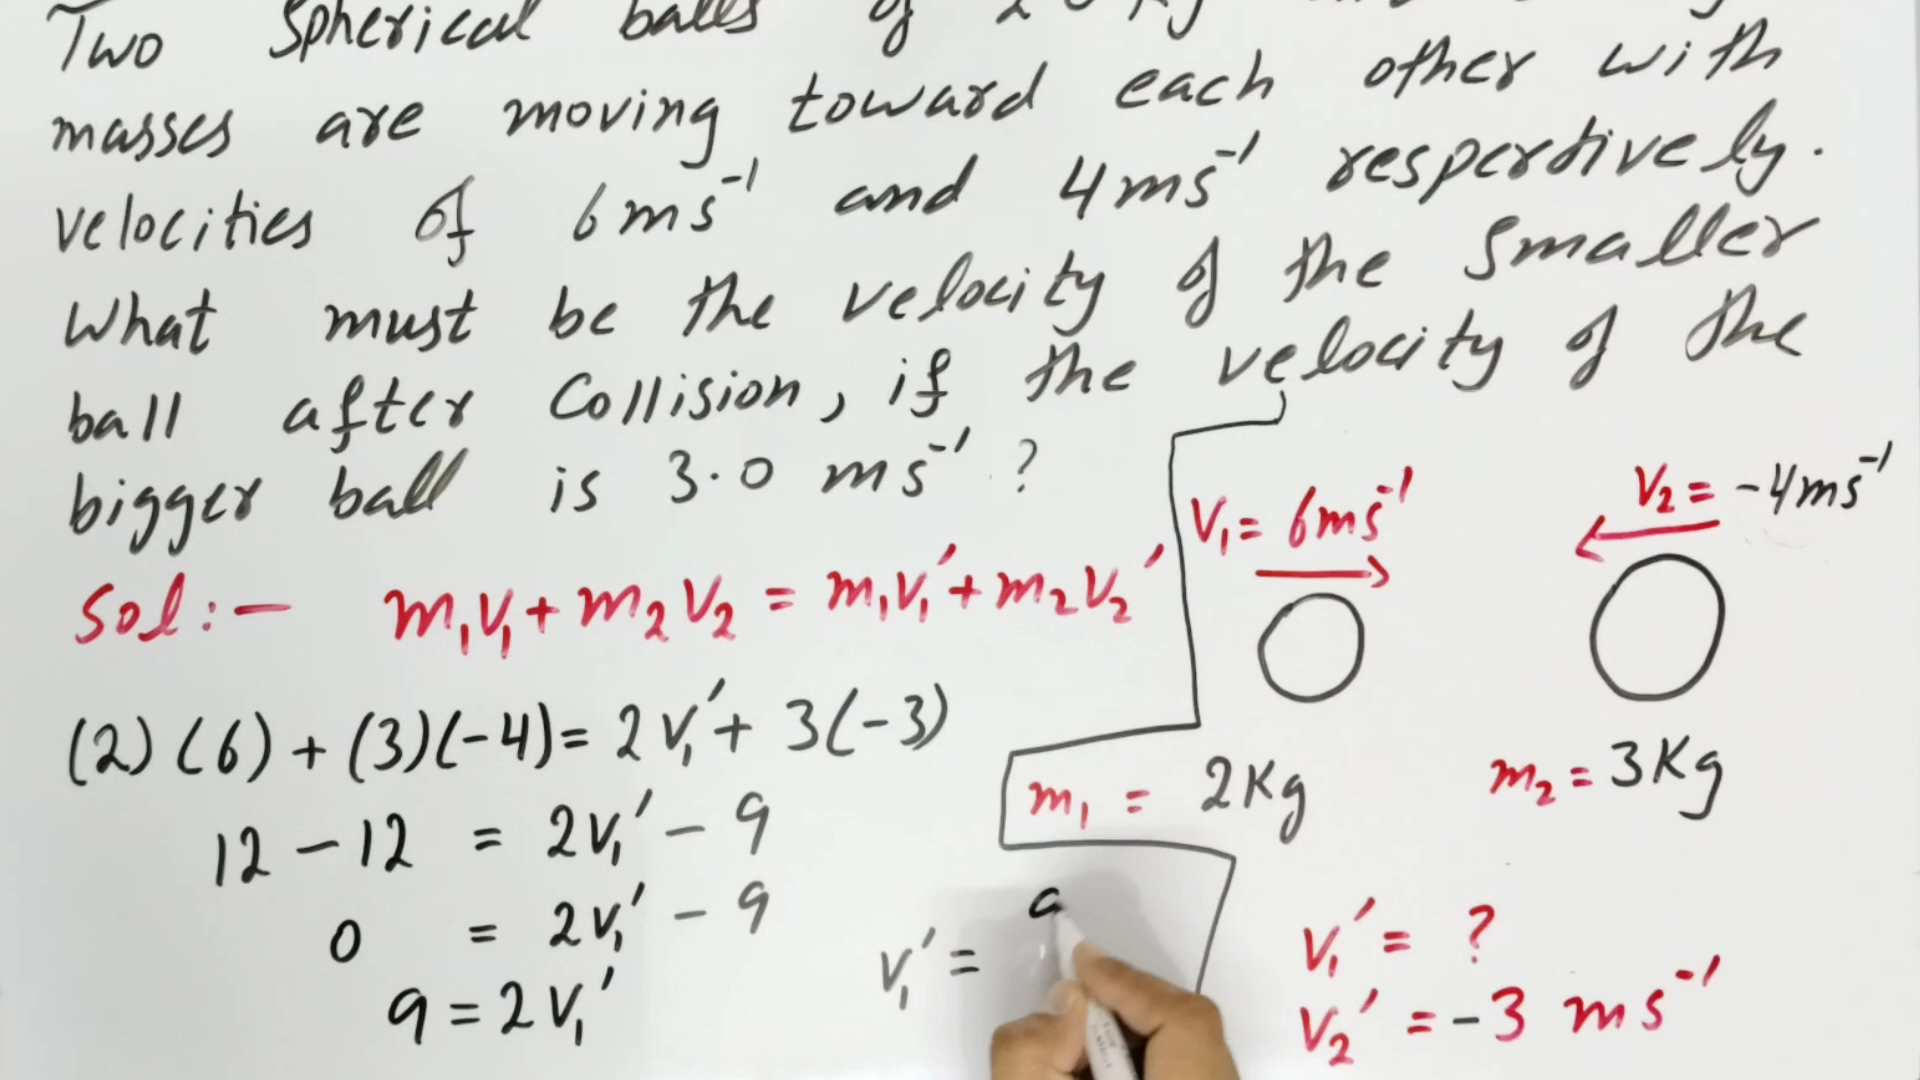 Two Spherical balls of
masses are moving toward each other with
velocities of 6ms⁻¹ and 4ms⁻¹ respertively.
What must be the velocity of the Smaller
ball after Collision, if the velocity of the
bigger ball is 3.0 ms⁻¹ ?
V₁ = 6ms⁻¹
V₂ = -4ms⁻¹
Sol:- m₁v₁ + m₂v₂ = m₁v₁' + m₂v₂'
(2)(6) + (3)(-4) = 2v₁' + 3(-3)
m₁ = 2Kg
m₂ = 3Kg
12 - 12 = 2v₁' - 9
0 = 2v₁' - 9
9 = 2v₁'
v₁' =
v₁' = ?
v₂' = -3 ms⁻¹